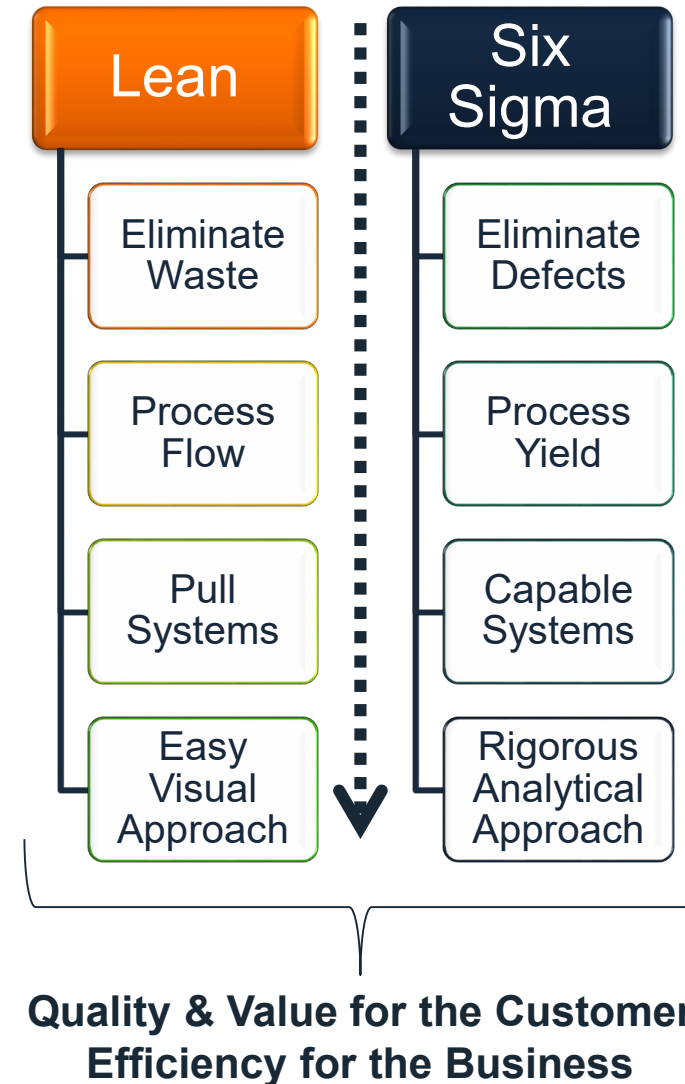 Lean
Eliminate
Waste
Process
Flow
Pull
Systems
Easy
Visual
Approach
Six
Sigma
Eliminate
Defects
Process
Yield
Capable
Systems
Rigorous
Analytical
Approach
Quality & Value for the Customer
Efficiency for the Business